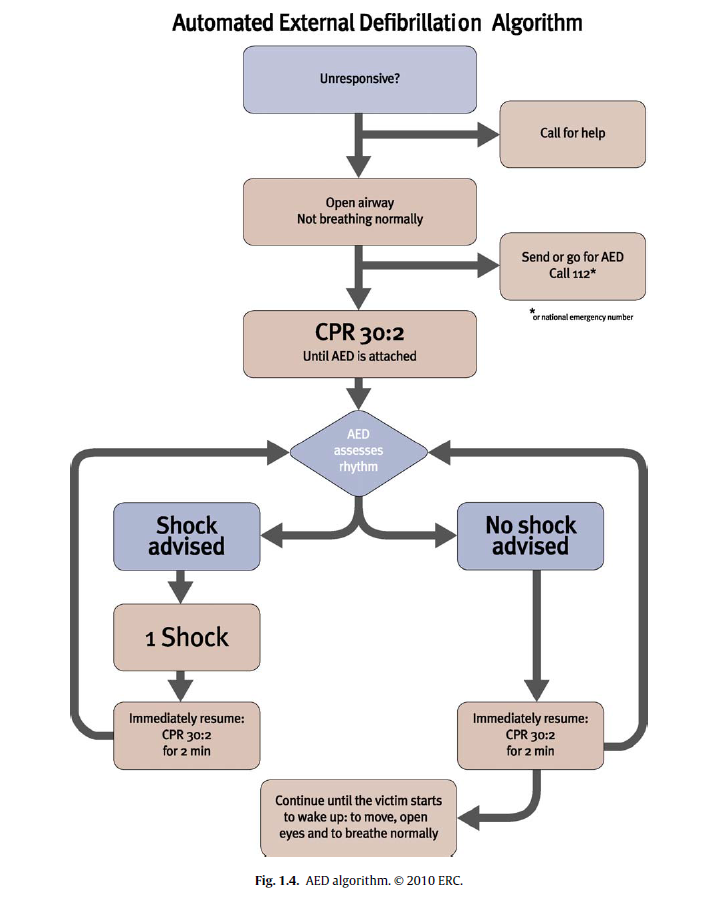 Automated External Defibrillation Algorithm
Unresponsive?
Call for help
Open airway
Not breathing normally
Send or go for AED
Call 112*
*or national emergency number
CPR 30:2
Until AED is attached
AED
assesses
rhythm
Shock
advised
No shock
advised
1 Shock
Immediately resume:
CPR 30:2
for 2 min
Immediately resume:
CPR 30:2
for 2 min
Continue until the victim starts
to wake up: to move, open
eyes and to breathe normally
Fig. 1.4. AED algorithm. © 2010 ERC.